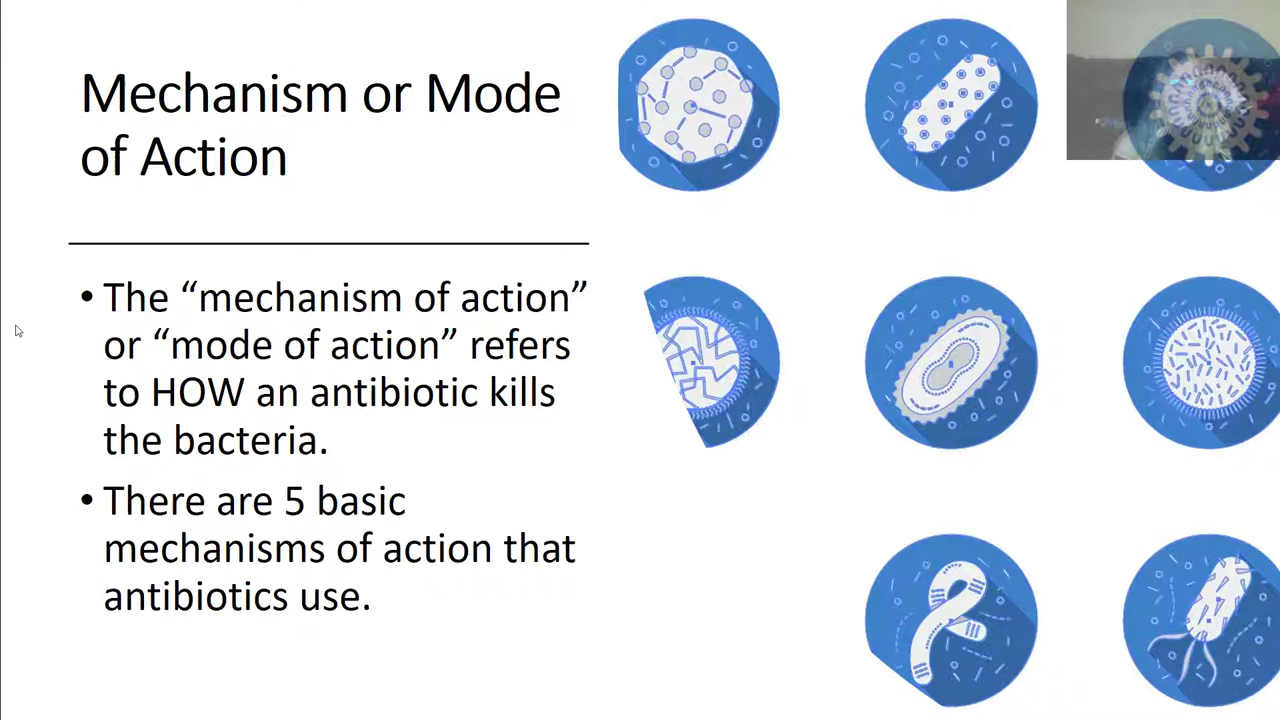 Mechanism or Mode
of Action
• The “mechanism of action”
or “mode of action” refers
to HOW an antibiotic kills
the bacteria.
• There are 5 basic
mechanisms of action that
antibiotics use.